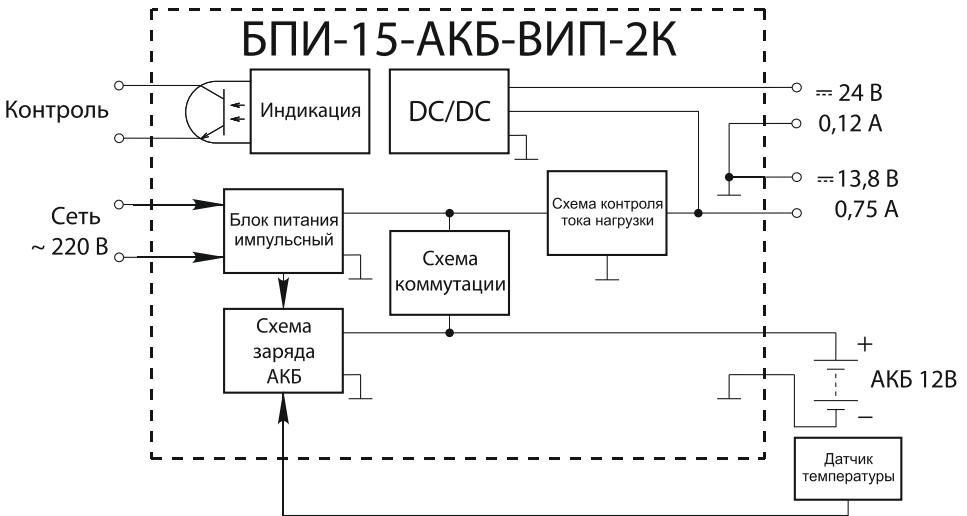 БПИ-15-АКБ-ВИП-2К
Контроль
Индикация
DC/DC
⎓ 24 В
0,12 А
⎓ 13,8 В
0,75 А
Сеть
~ 220 В
Блок питания
импульсный
Схема контроля
тока нагрузки
Схема
коммутации
Схема
заряда
АКБ
+
АКБ 12В
−
Датчик
температуры